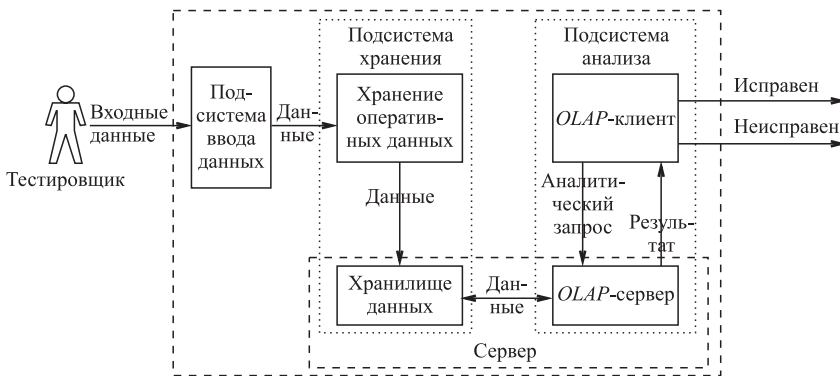 Подсистема
хранения
Подсистема
анализа
Тестировщик
Входные
данные
Под-
система
ввода
данных
Дан-
ные
Хранение
оператив-
ных данных
OLAP-клиент
Исправен
Неисправен
Данные
Аналити-
ческий
запрос
Резуль-
тат
Хранилище
данных
Дан-
ные
OLAP-сервер
Сервер